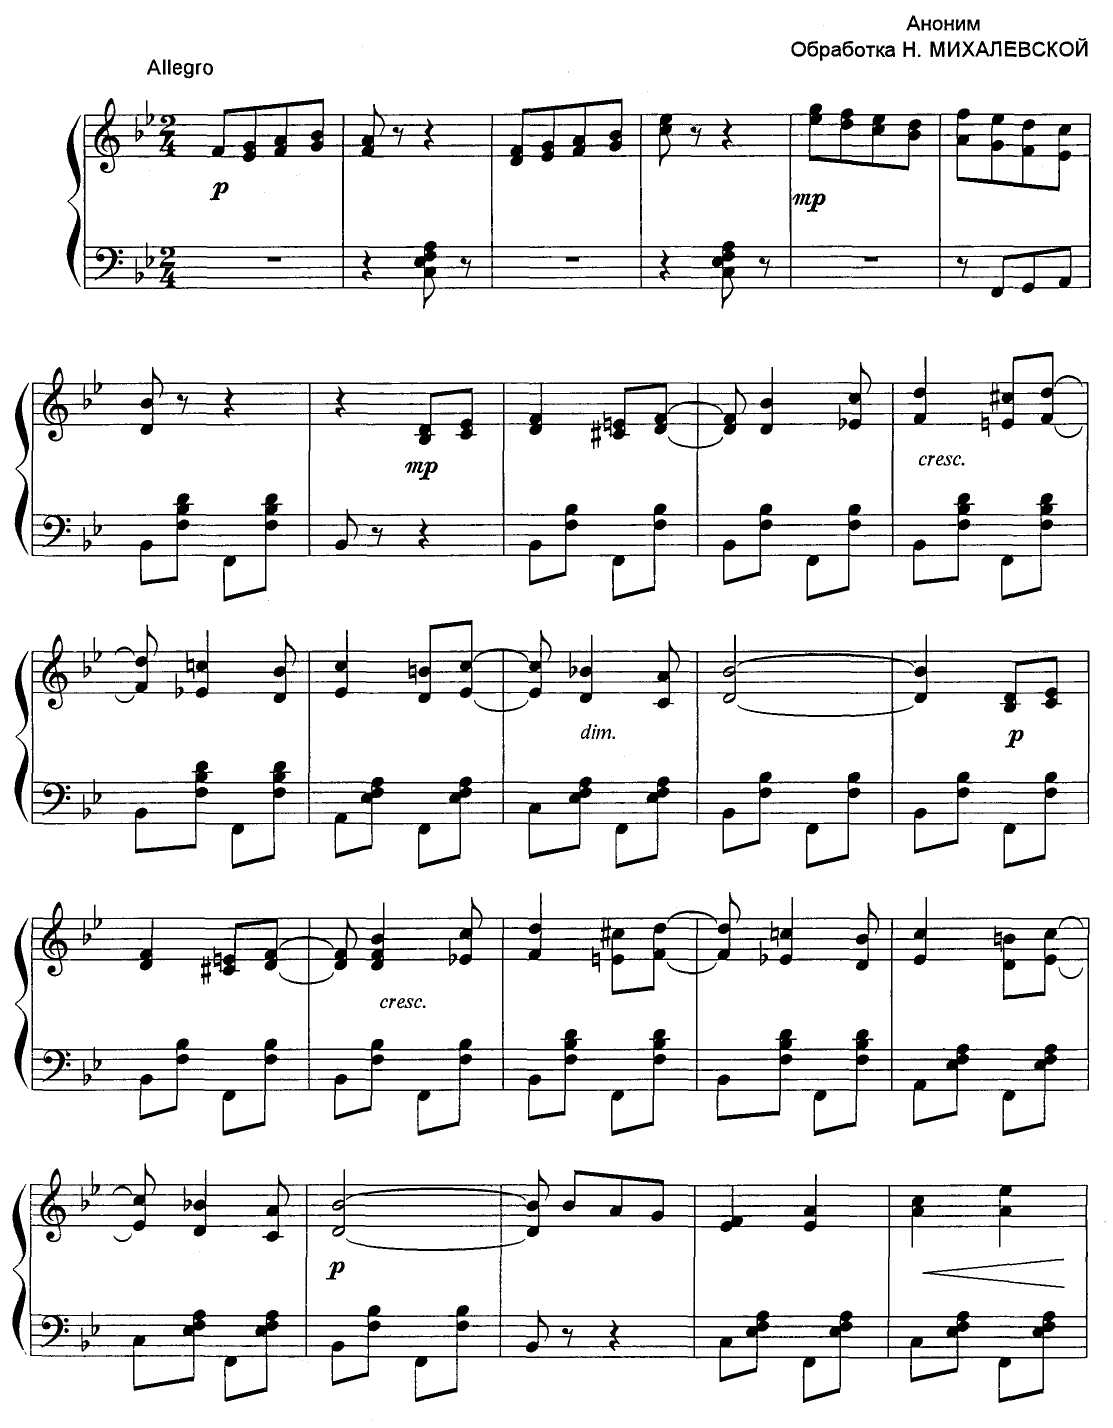 Аноним
Обработка Н. МИХАЛЕВСКОЙ
Allegro
p
mp
mp
cresc.
dim.
p
cresc.
p